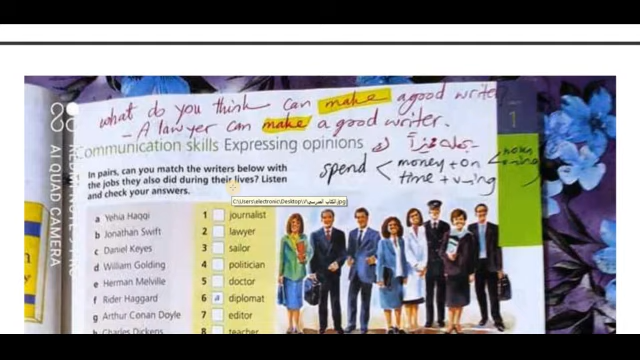 what do you think can make a good writer
- A lawyer can make a good writer.
Communication skills Expressing opinions
spend
money + on
noun
time + v-ing
1
In pairs, can you match the writers below with
the jobs they also did during their lives? Listen
and check your answers.
a Yehia Haqqi
b Jonathan Swift
c Daniel Keyes
d William Golding
e Herman Melville
f Rider Haggard
g Arthur Conan Doyle
h Charles Dickens
1 journalist
2 lawyer
3 sailor
4 politician
5 doctor
6 a diplomat
7 editor
8 teacher
AI QUAD CAMERA